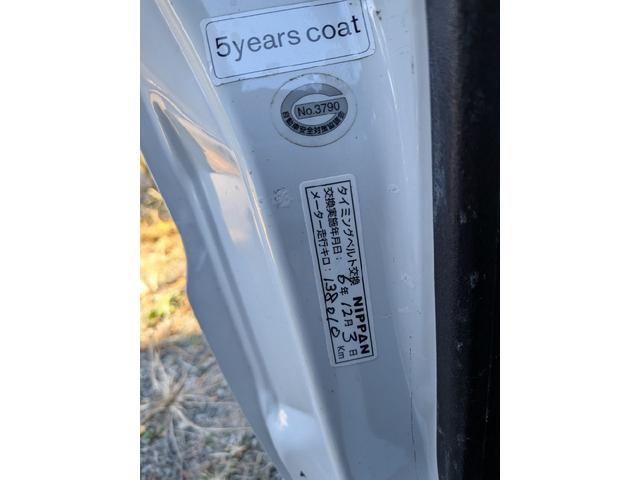 5years coat
No.3790
タイミングベルト交換 NIPPAN
交換実施年月日: 6年 12月 3日
メーター走行キロ: 138010 Km